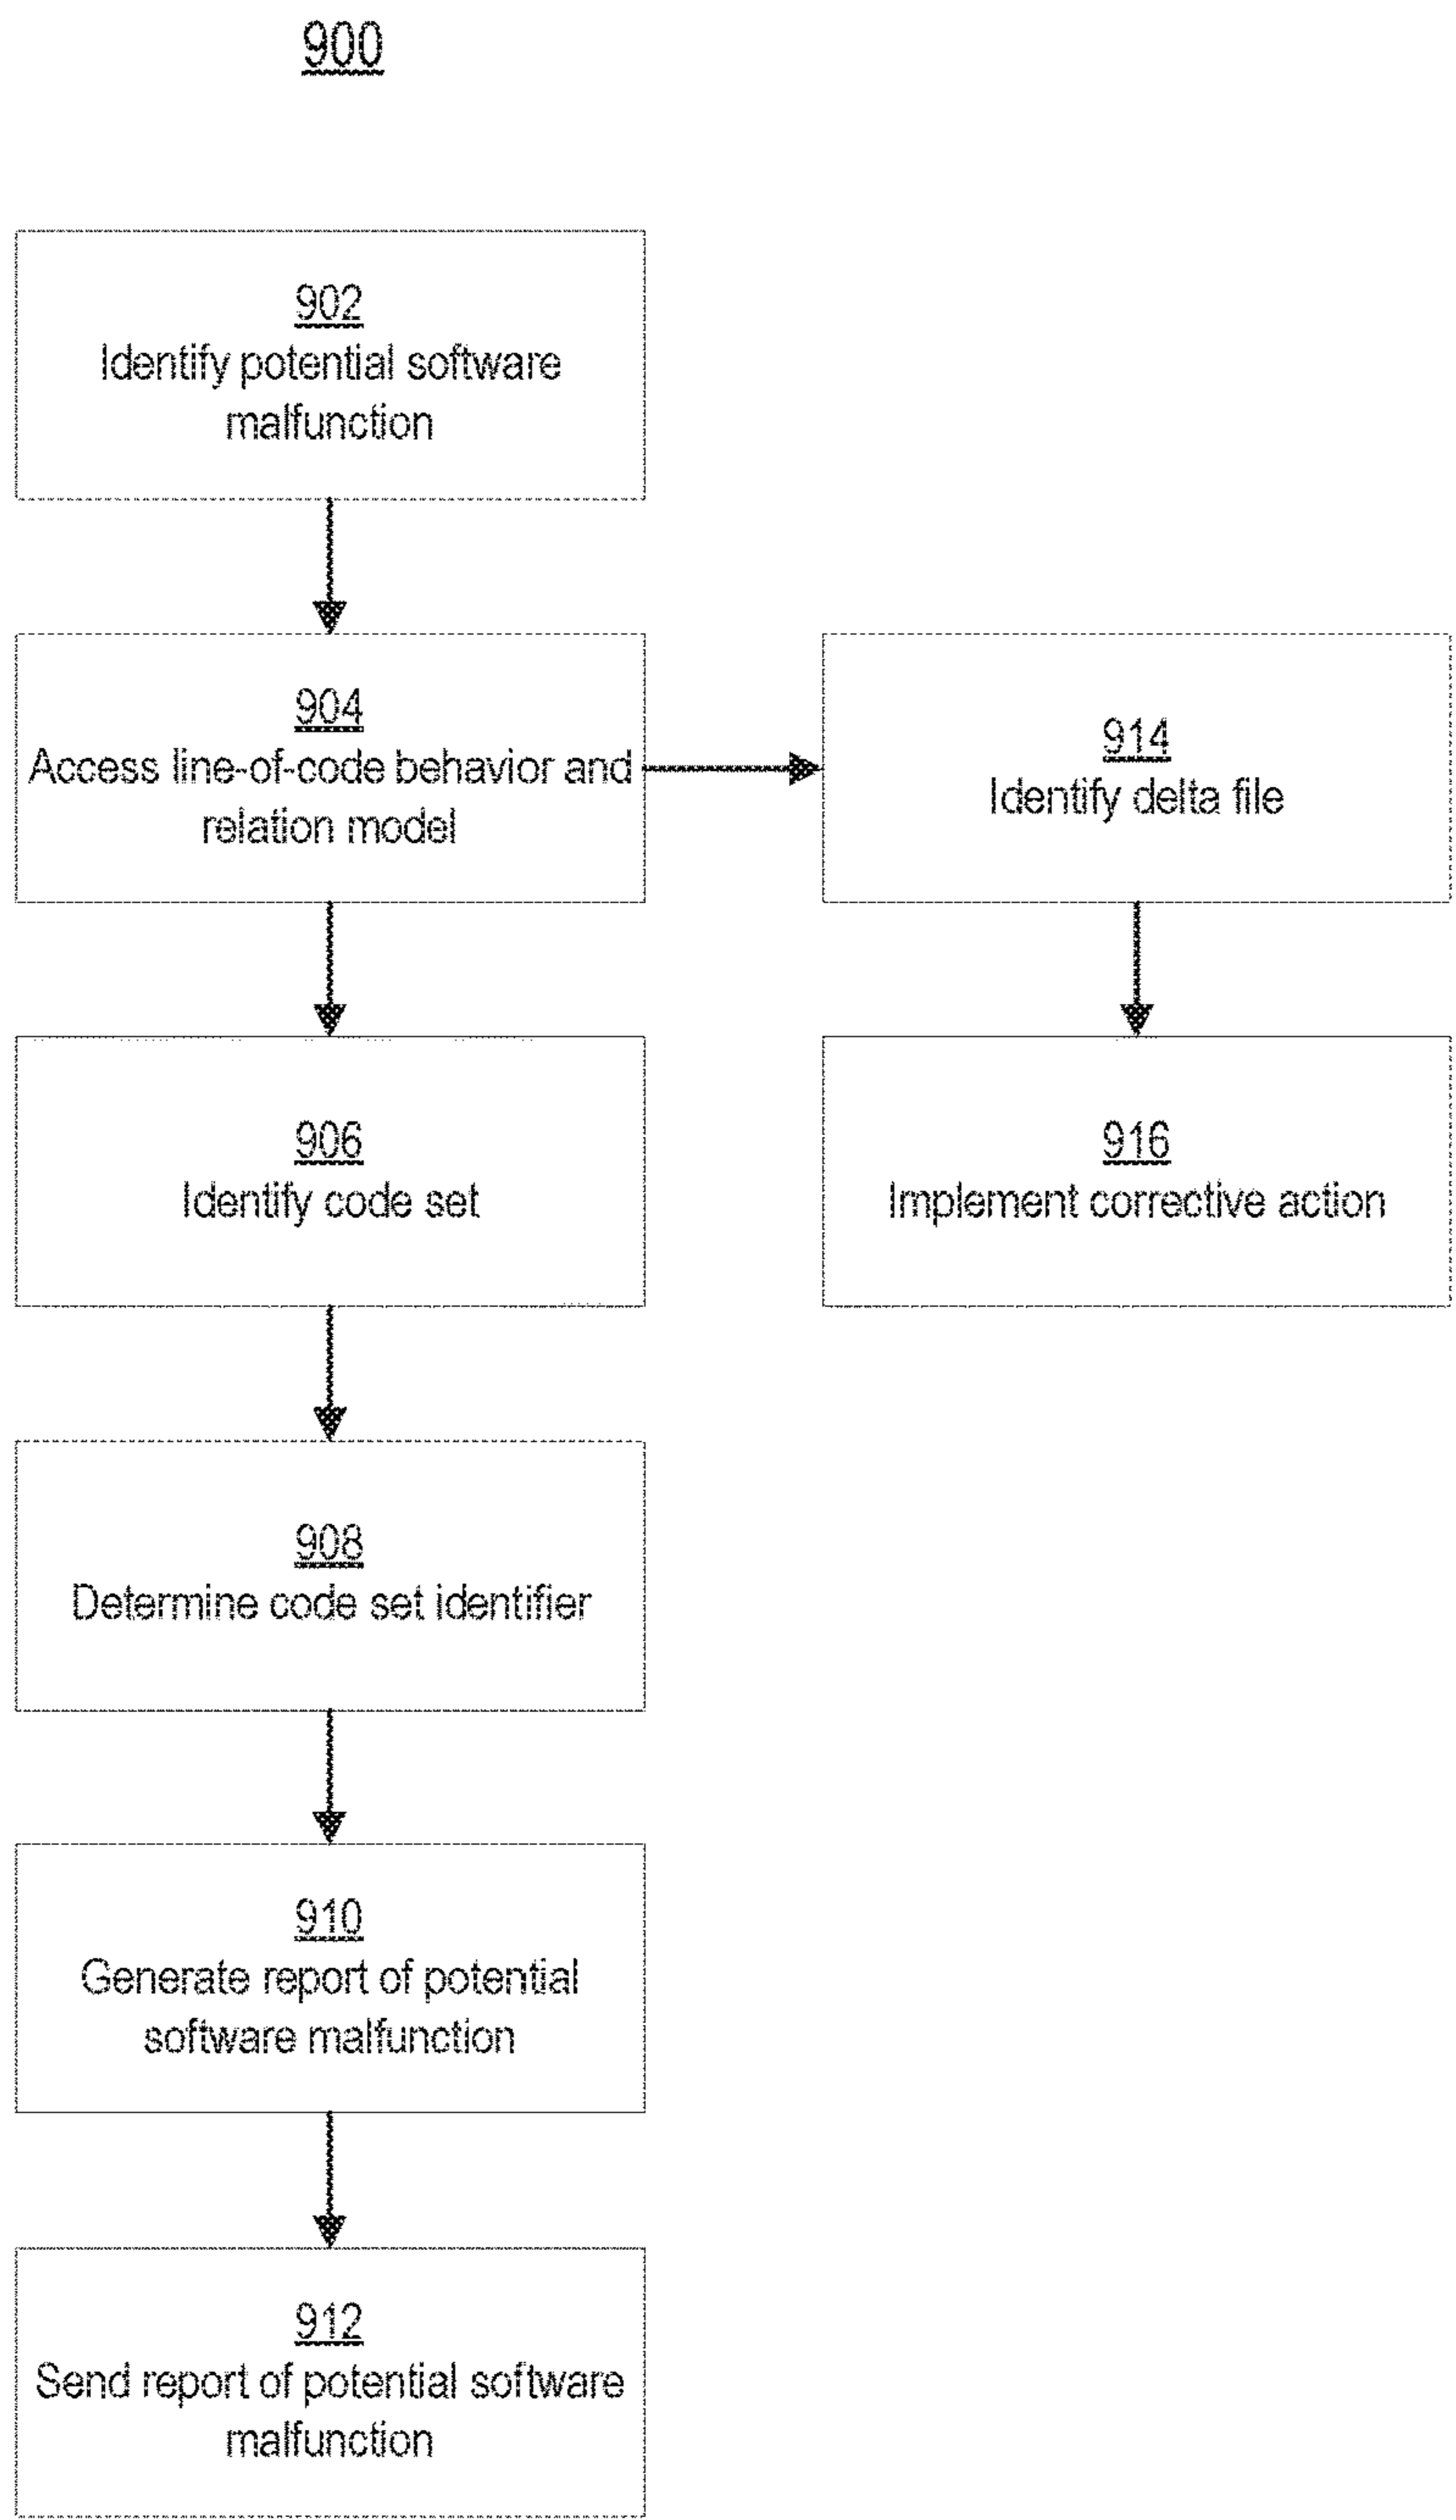 900
902
Identify potential software
malfunction
904
Access line-of-code behavior and
relation model
914
Identify delta file
906
Identify code set
916
Implement corrective action
908
Determine code set identifier
910
Generate report of potential
software malfunction
912
Send report of potential software
malfunction